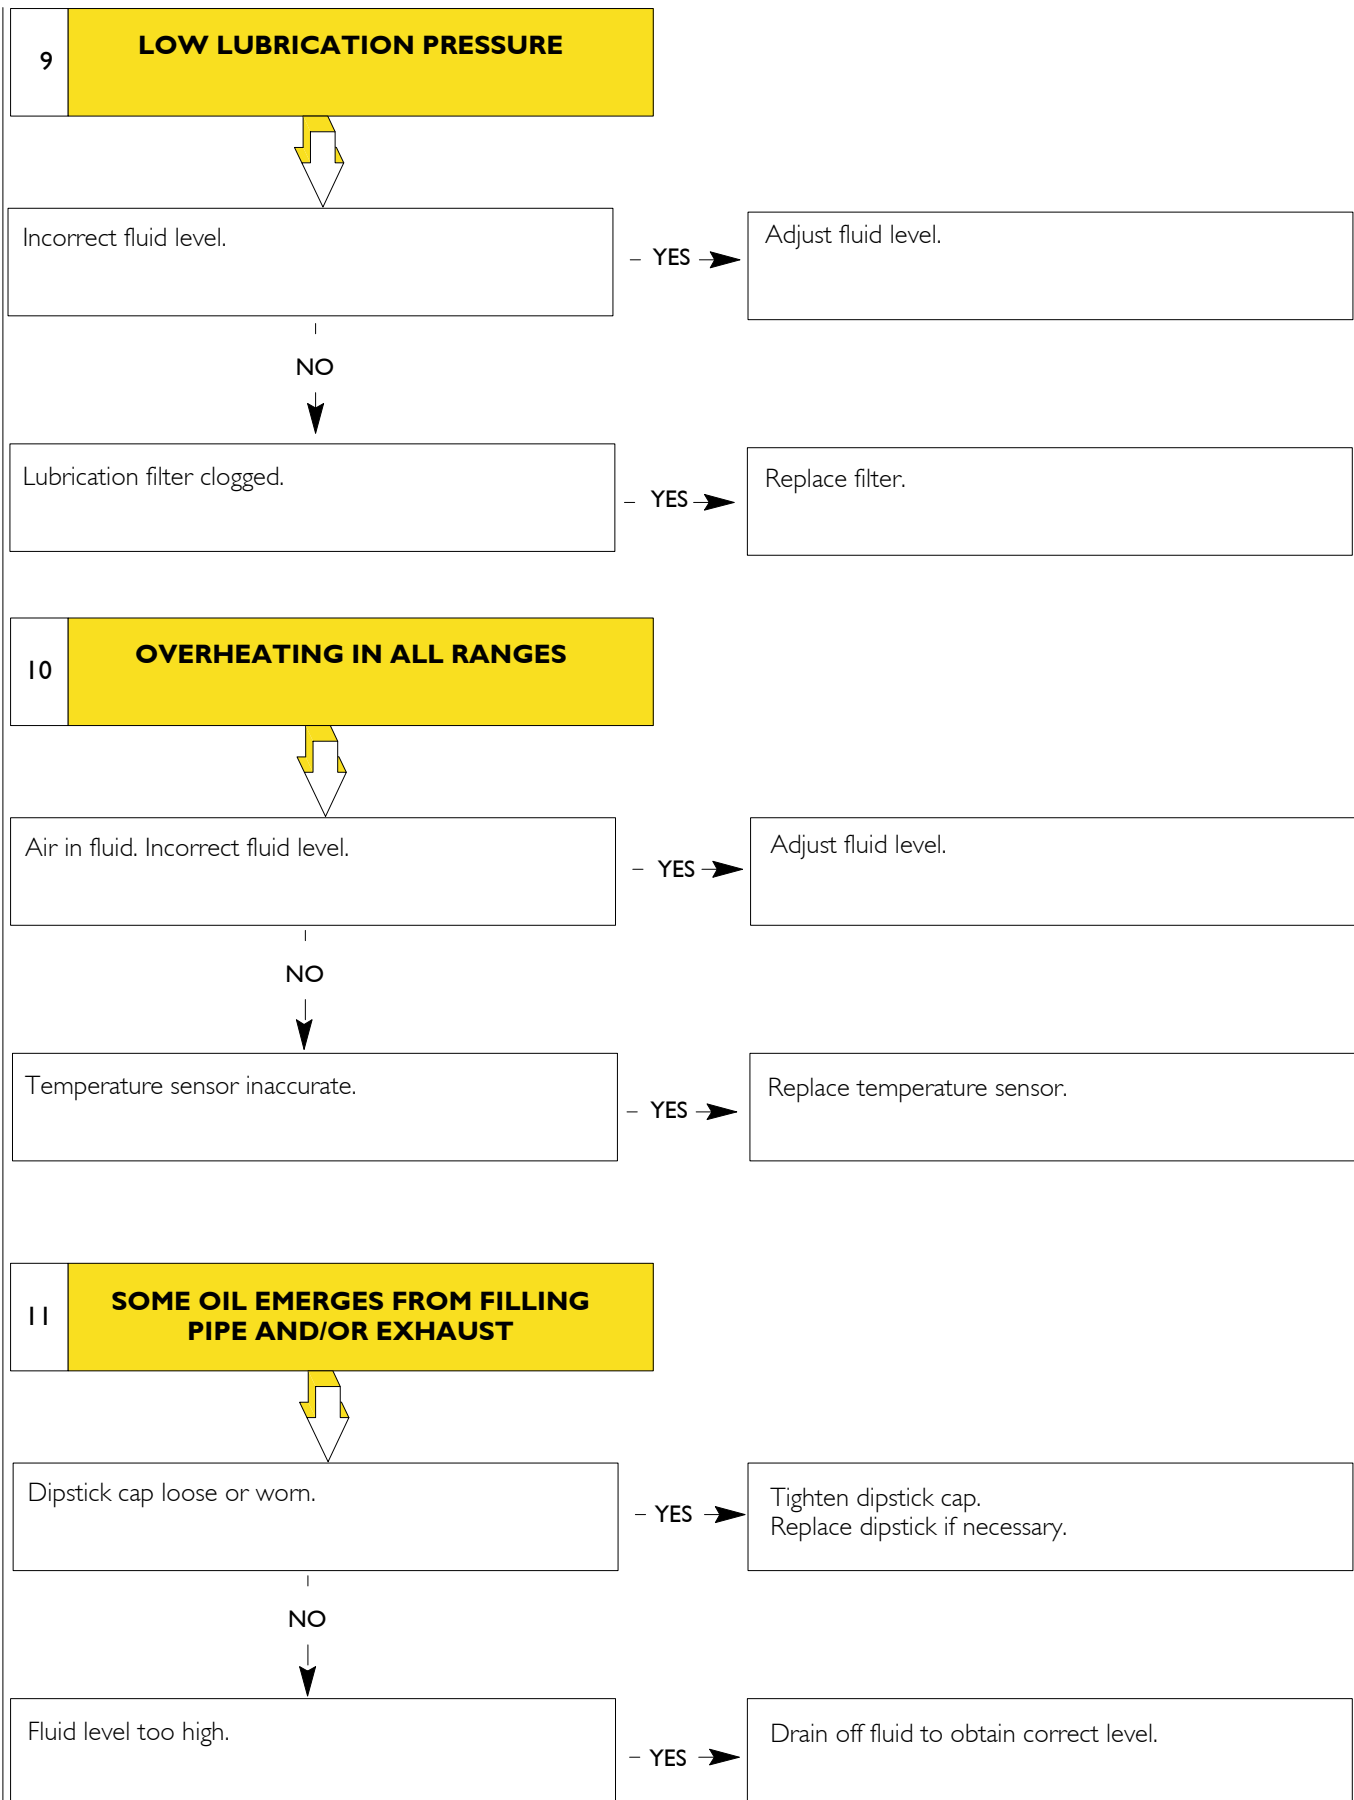 9
LOW LUBRICATION PRESSURE
Incorrect fluid level.
– YES
Adjust fluid level.
NO
Lubrication filter clogged.
– YES
Replace filter.
10
OVERHEATING IN ALL RANGES
Air in fluid. Incorrect fluid level.
– YES
Adjust fluid level.
NO
Temperature sensor inaccurate.
– YES
Replace temperature sensor.
11
SOME OIL EMERGES FROM FILLING
PIPE AND/OR EXHAUST
Dipstick cap loose or worn.
– YES
Tighten dipstick cap.
Replace dipstick if necessary.
NO
Fluid level too high.
– YES
Drain off fluid to obtain correct level.